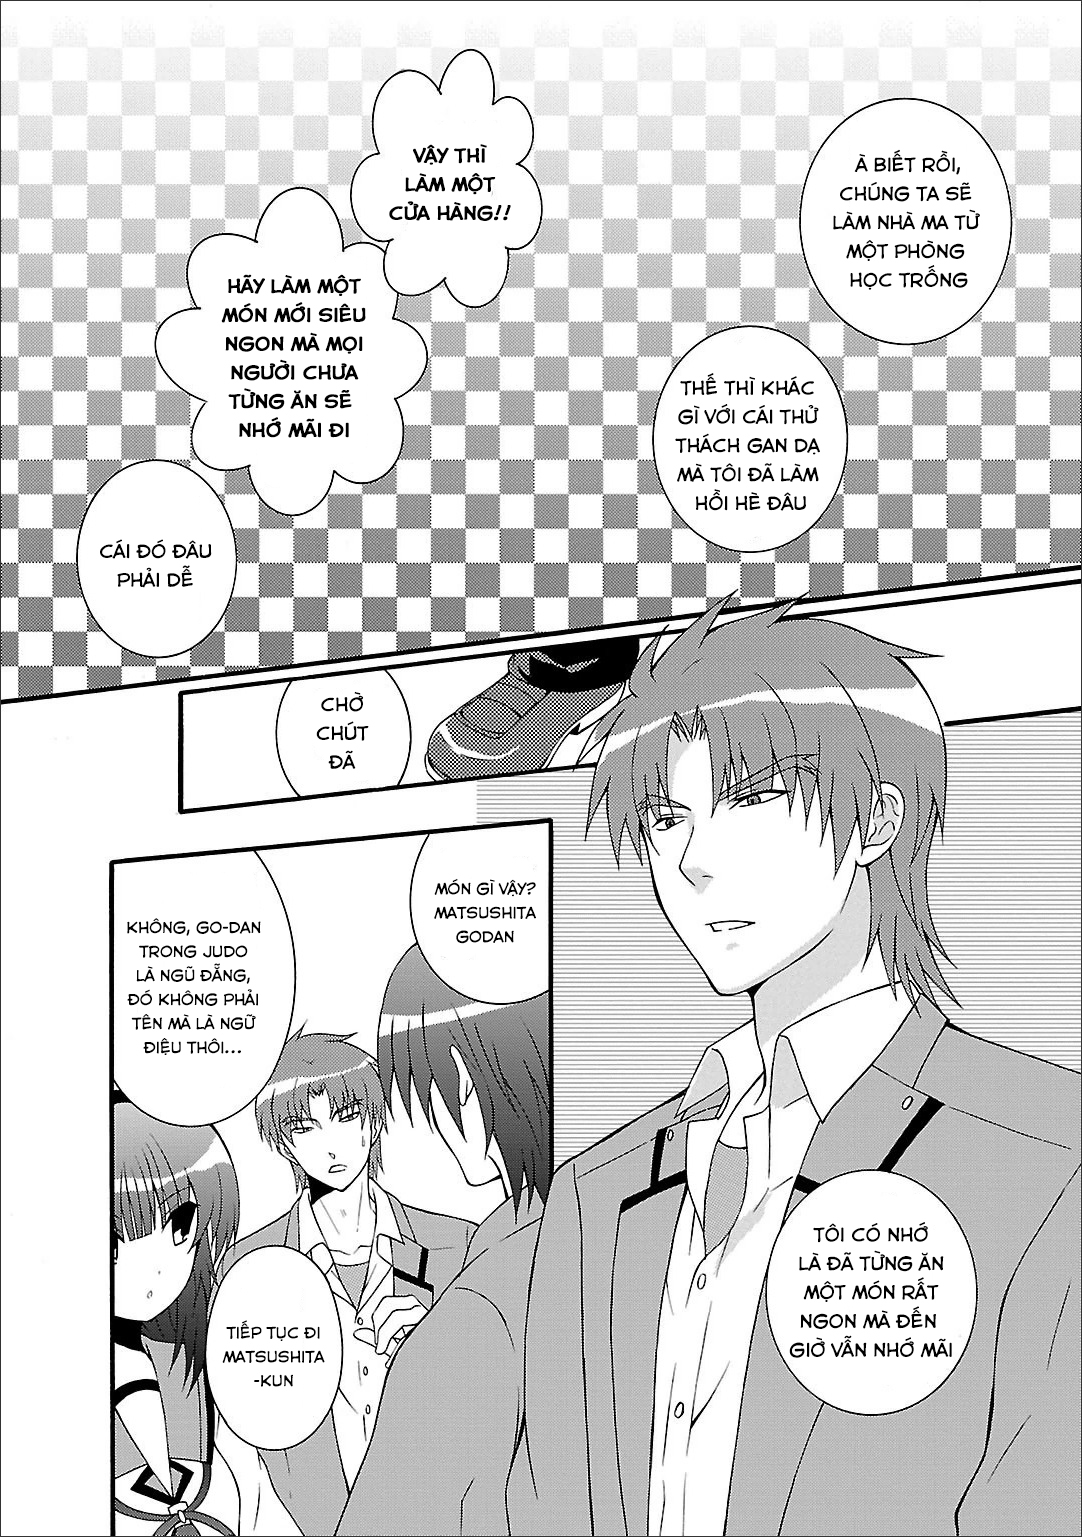 À BIẾT RỒI,
CHÚNG TA SẼ
LÀM NHÀ MA TỪ
MỘT PHÒNG
HỌC TRỐNG
THẾ THÌ KHÁC
GÌ VỚI CÁI THỬ
THÁCH GAN DẠ
MÀ TÔI ĐÃ LÀM
HỒI HÈ ĐÂU
VẬY THÌ
LÀM MỘT
CỬA HÀNG!!
HÃY LÀM MỘT
MÓN MỚI SIÊU
NGON MÀ MỌI
NGƯỜI CHƯA
TỪNG ĂN SẼ
NHỚ MÃI ĐI
CÁI ĐÓ ĐÂU
PHẢI DỄ
CHỜ
CHÚT
ĐÃ
TÔI CÓ NHỚ
LÀ ĐÃ TỪNG ĂN
MỘT MÓN RẤT
NGON MÀ ĐẾN
GIỜ VẪN NHỚ MÃI
MÓN GÌ VẬY?
MATSUSHITA
GODAN
KHÔNG, GO-DAN
TRONG JUDO
LÀ NGŨ ĐẲNG,
ĐÓ KHÔNG PHẢI
TÊN MÀ LÀ NGỮ
ĐIỆU THÔI...
TIẾP TỤC ĐI
MATSUSHITA
-KUN